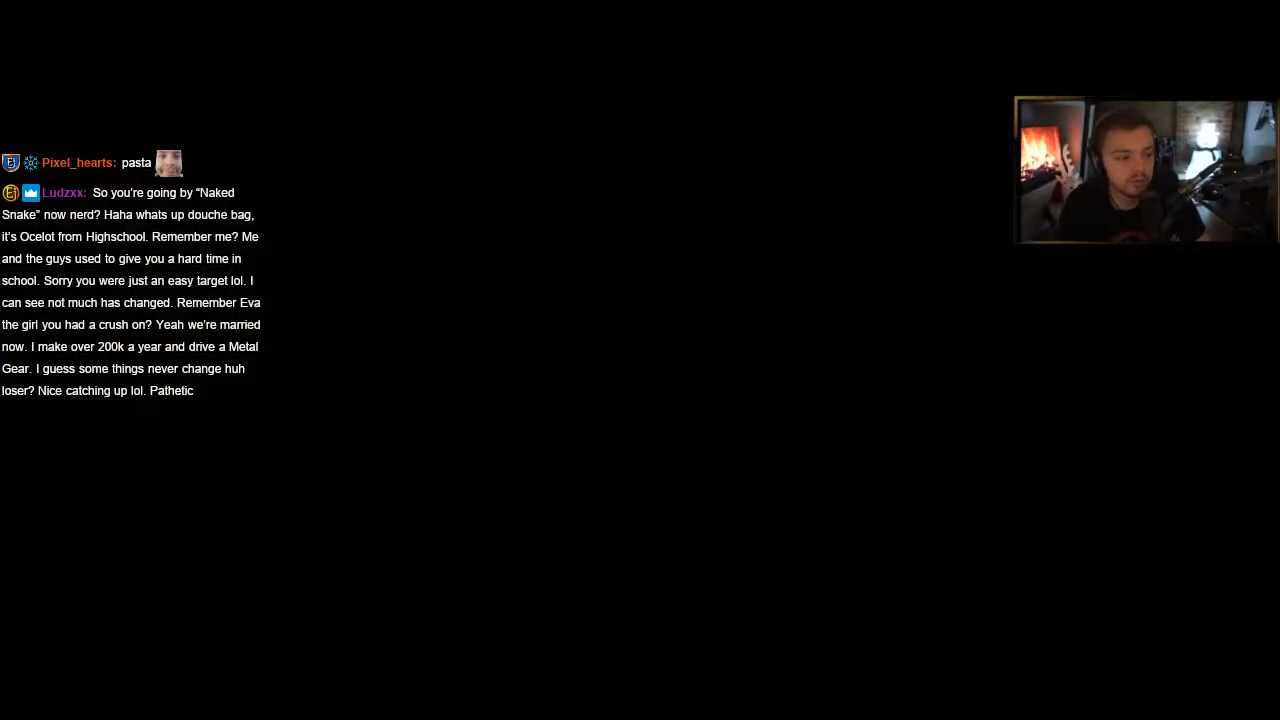 Pixel_hearts: pasta
Ludzxx: So you’re going by “Naked
Snake” now nerd? Haha whats up douche bag,
it’s Ocelot from Highschool. Remember me? Me
and the guys used to give you a hard time in
school. Sorry you were just an easy target lol. I
can see not much has changed. Remember Eva
the girl you had a crush on? Yeah we’re married
now. I make over 200k a year and drive a Metal
Gear. I guess some things never change huh
loser? Nice catching up lol. Pathetic